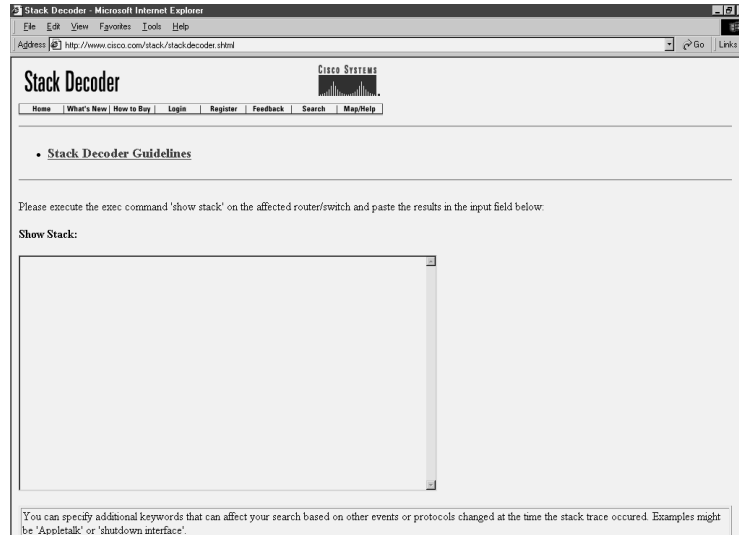 Stack Decoder - Microsoft Internet Explorer
File Edit View Favorites Tools Help
Address http://www.cisco.com/stack/stackdecoder.shtml Go Links
Stack Decoder
CISCO SYSTEMS
Home | What's New | How to Buy | Login | Register | Feedback | Search | Map/Help
• Stack Decoder Guidelines
Please execute the exec command 'show stack' on the affected router/switch and paste the results in the input field below:
Show Stack:
You can specify additional keywords that can affect your search based on other events or protocols changed at the time the stack trace occured. Examples might
be 'Appletalk' or 'shutdown interface'.